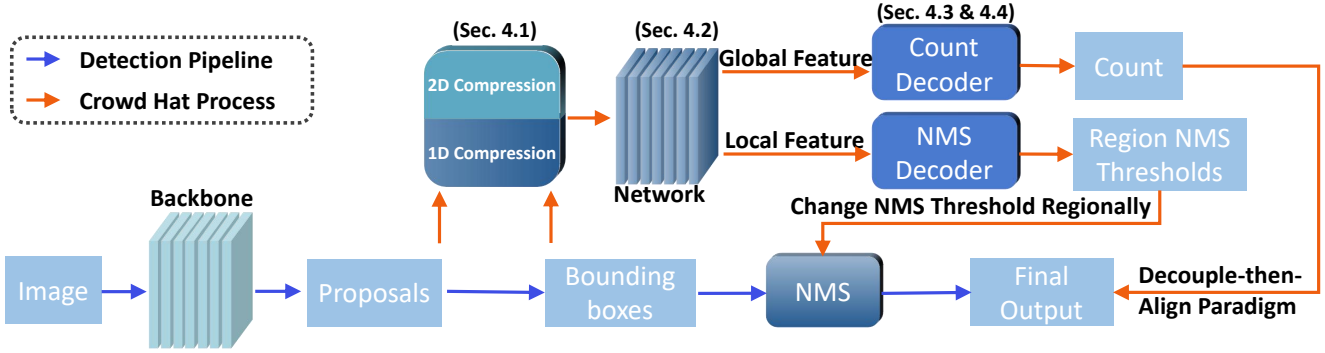 (Sec. 4.1)
(Sec. 4.2)
(Sec. 4.3 & 4.4)
Detection Pipeline
Crowd Hat Process
2D Compression
1D Compression
Network
Global Feature
Count
Decoder
Count
Local Feature
NMS
Decoder
Region NMS
Thresholds
Change NMS Threshold Regionally
Backbone
Image
Proposals
Bounding
boxes
NMS
Final
Output
Decouple-then-
Align Paradigm